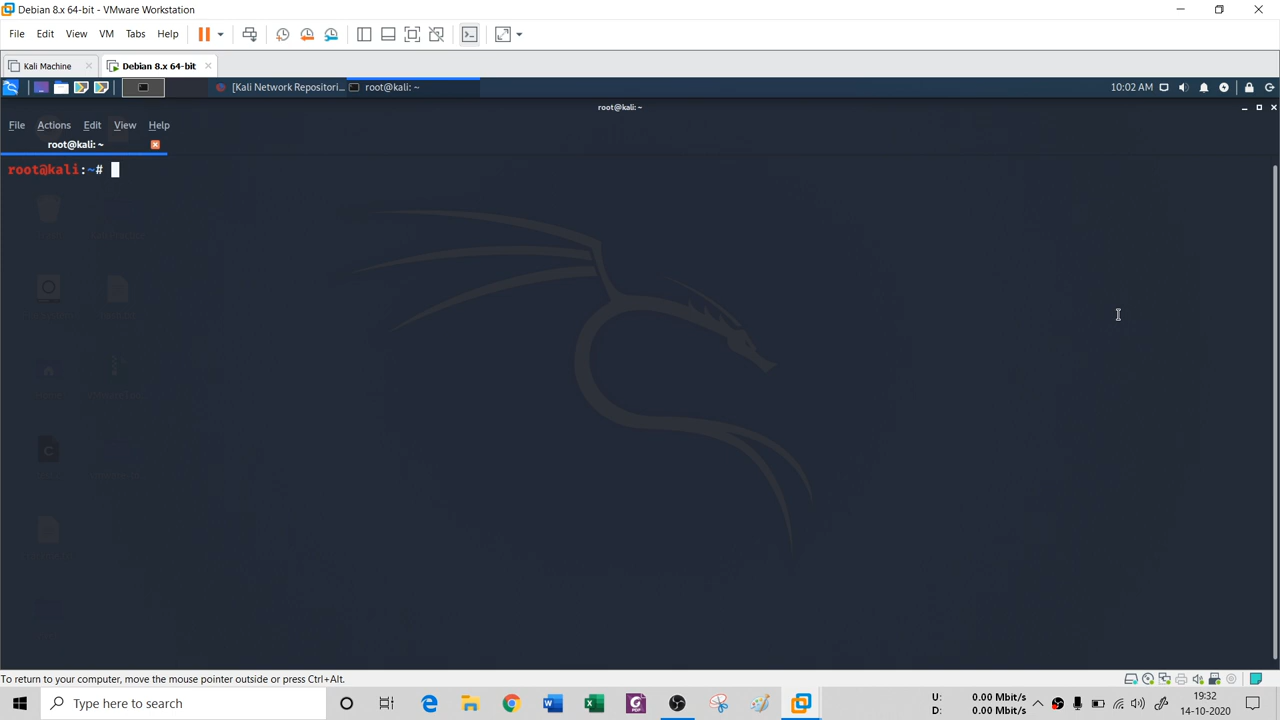 Debian 8.x 64-bit - VMware Workstation
File Edit View VM Tabs Help
Kali Machine
Debian 8.x 64-bit
[Kali Network Repositori...
root@kali: ~
10:02 AM
root@kali: ~
File Actions Edit View Help
root@kali: ~
root@kali:~#
To return to your computer, move the mouse pointer outside or press Ctrl+Alt.
Type here to search
U: 0.00 Mbit/s
D: 0.00 Mbit/s
19:32
14-10-2020